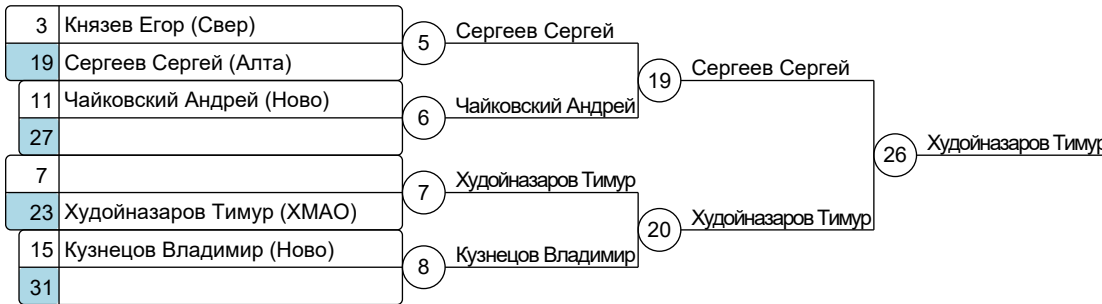 3 Князев Егор (Свер)
19 Сергеев Сергей (Алта)
5 Сергеев Сергей
11 Чайковский Андрей (Ново)
27
6 Чайковский Андрей
19 Сергеев Сергей
7
23 Худойназаров Тимур (ХМАО)
7 Худойназаров Тимур
15 Кузнецов Владимир (Ново)
31
8 Кузнецов Владимир
20 Худойназаров Тимур
26 Худойназаров Тимур